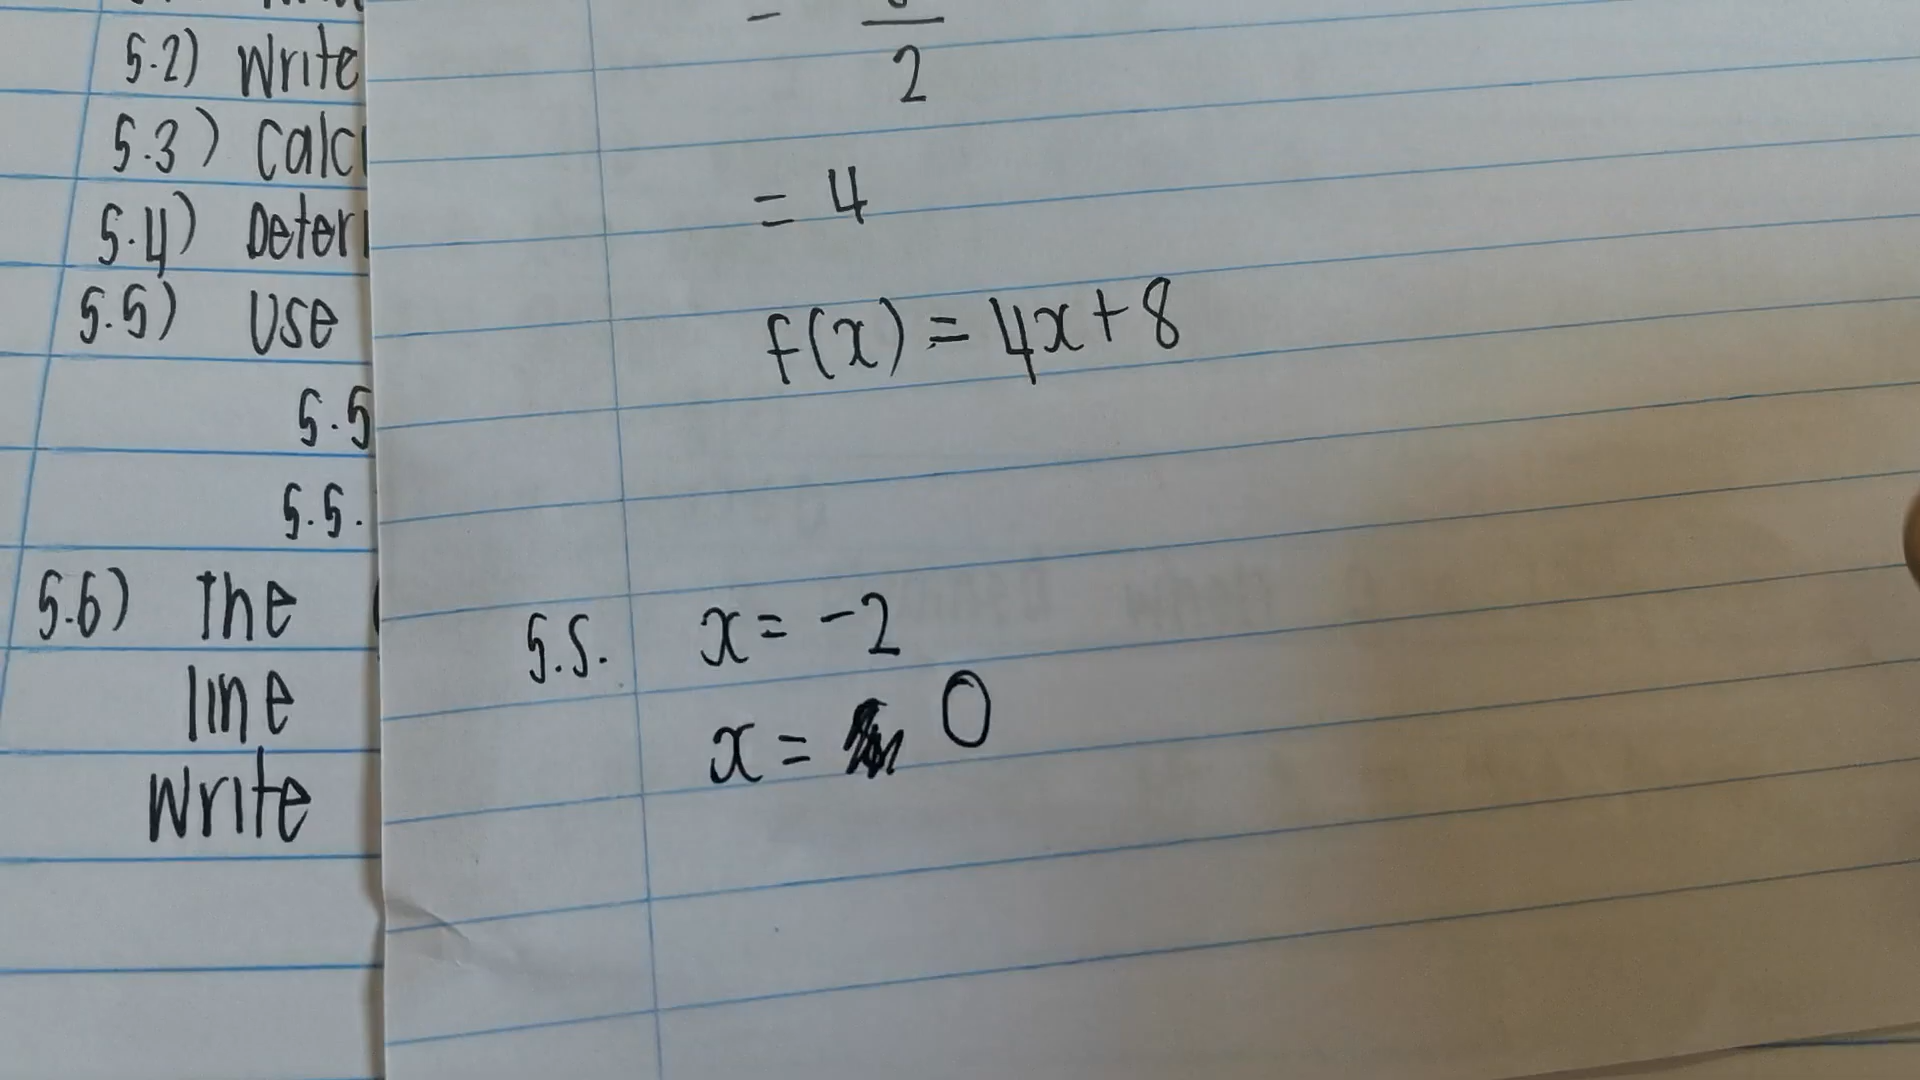 5.2) Write
5.3) Calc
5.4) Deter
5.5) Use
5.5
5.5.
5.6) The
line
Write
2
= 4
f(x) = 4x+8
5.5. x = -2
x = 0